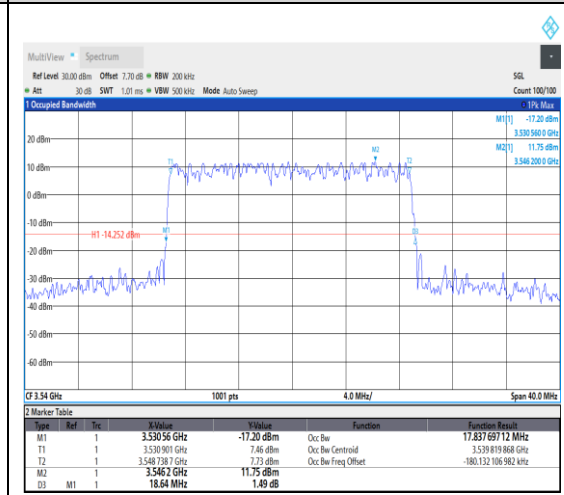 MultiView Spectrum
Ref Level 30.00 dBm Offset 7.70 dB RBW 200 kHz SGL
Att 30 dB SWT 1.01 ms VBW 500 kHz Mode Auto Sweep Count 100/100
1 Occupied Bandwidth 1Pk Max
M1[1] -17.20 dBm
3.530 560 0 GHz
M2[1] 11.75 dBm
3.546 200 0 GHz
20 dBm
M2
T1 T2
10 dBm
0 dBm
-10 dBm
H1 -14.252 dBm M1 D3
-20 dBm
-30 dBm
-40 dBm
-50 dBm
-60 dBm
CF 3.54 GHz 1001 pts 4.0 MHz/ Span 40.0 MHz
2 Marker Table
Type Ref Trc X-Value Y-Value Function Function Result
M1 1 3.530 56 GHz -17.20 dBm Occ Bw 17.837 697 12 MHz
T1 1 3.530 901 GHz 7.46 dBm Occ Bw Centroid 3.539 819 868 GHz
T2 1 3.548 738 7 GHz 7.73 dBm Occ Bw Freq Offset -180.132 106 982 kHz
M2 1 3.546 2 GHz 11.75 dBm
D3 M1 1 18.64 MHz 1.49 dB